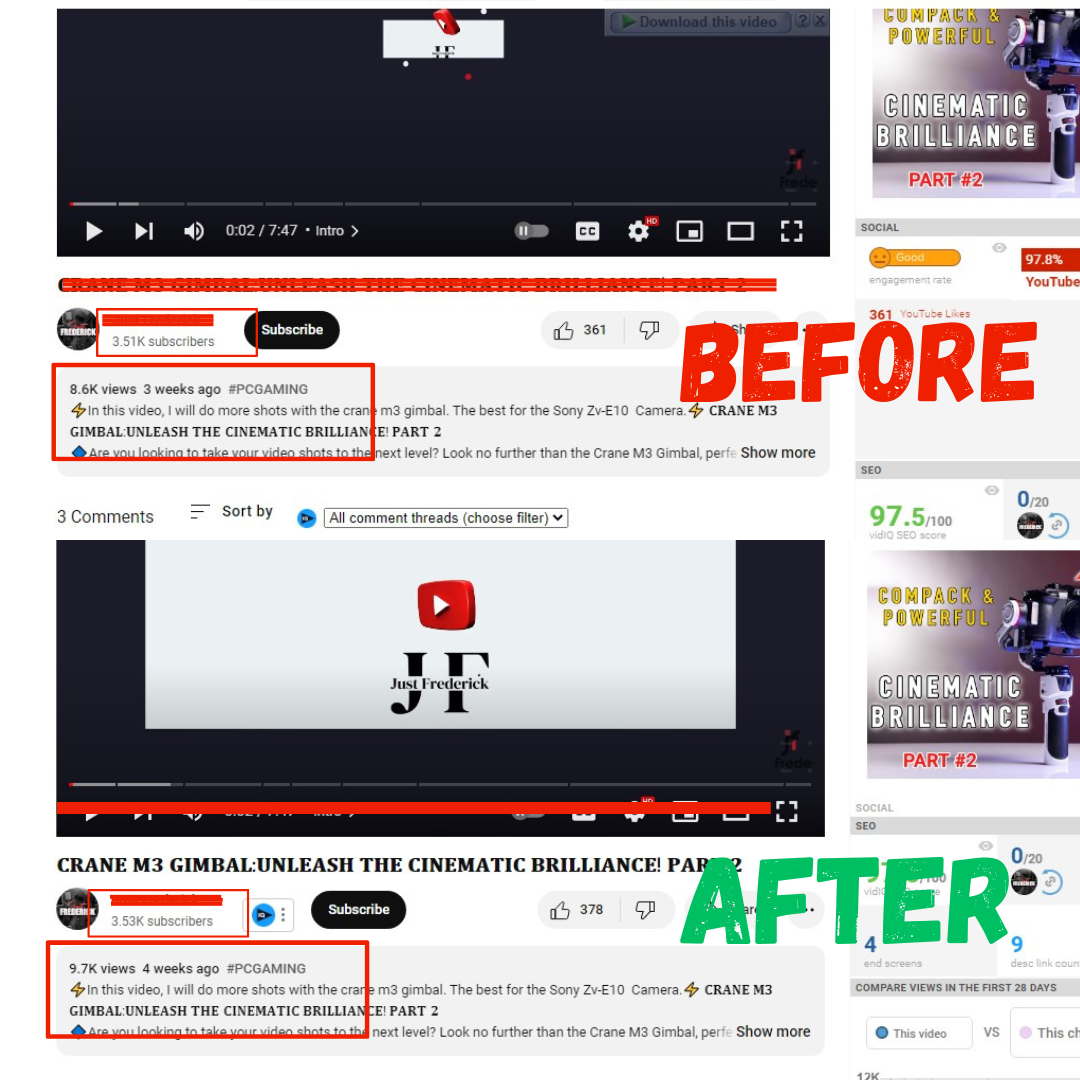 Download this video ? X
JF
COMPACK &
POWERFUL
CINEMATIC
BRILLIANCE
PART #2
jf
Frede
0:02 / 7:47 • Intro
CC
HD
SOCIAL
Good
engagement rate
97.8%
YouTube
361 YouTube Likes
CRANE M3 GIMBAL:UNLEASH THE CINEMATIC BRILLIANCE! PART 2
FREDERICK
3.51K subscribers
Subscribe
361
Sh
BEFORE
8.6K views 3 weeks ago #PCGAMING
⚡In this video, I will do more shots with the crane m3 gimbal. The best for the Sony Zv-E10 Camera.⚡ CRANE M3
GIMBAL:UNLEASH THE CINEMATIC BRILLIANCE! PART 2
🔷Are you looking to take your video shots to the next level? Look no further than the Crane M3 Gimbal, perfe Show more
SEO
97.5/100
vidIQ SEO score
0/20
3 Comments
Sort by
All comment threads (choose filter)
JF
Just Frederick
jf
Frede
COMPACK &
POWERFUL
CINEMATIC
BRILLIANCE
PART #2
HD
SOCIAL
SEO
CRANE M3 GIMBAL:UNLEASH THE CINEMATIC BRILLIANCE! PART 2
0/20
FREDERICK
3.53K subscribers
Subscribe
378
AFTER
4
end screens
9
desc link coun
9.7K views 4 weeks ago #PCGAMING
⚡In this video, I will do more shots with the crane m3 gimbal. The best for the Sony Zv-E10 Camera.⚡ CRANE M3
GIMBAL:UNLEASH THE CINEMATIC BRILLIANCE! PART 2
🔷Are you looking to take your video shots to the next level? Look no further than the Crane M3 Gimbal, perfe Show more
COMPARE VIEWS IN THE FIRST 28 DAYS
This video VS This ch
12K